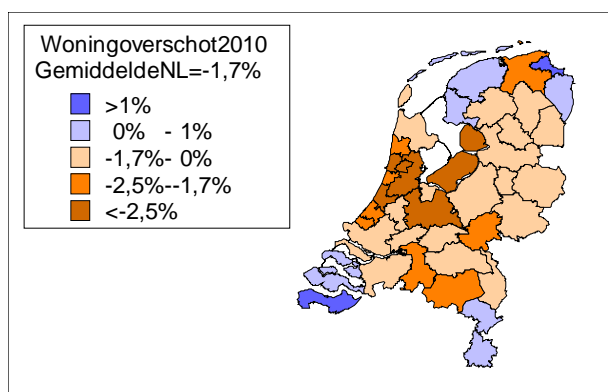 Woningoverschot2010
GemiddeldeNL=-1,7%
>1%
0% - 1%
-1,7%- 0%
-2,5%--1,7%
<-2,5%